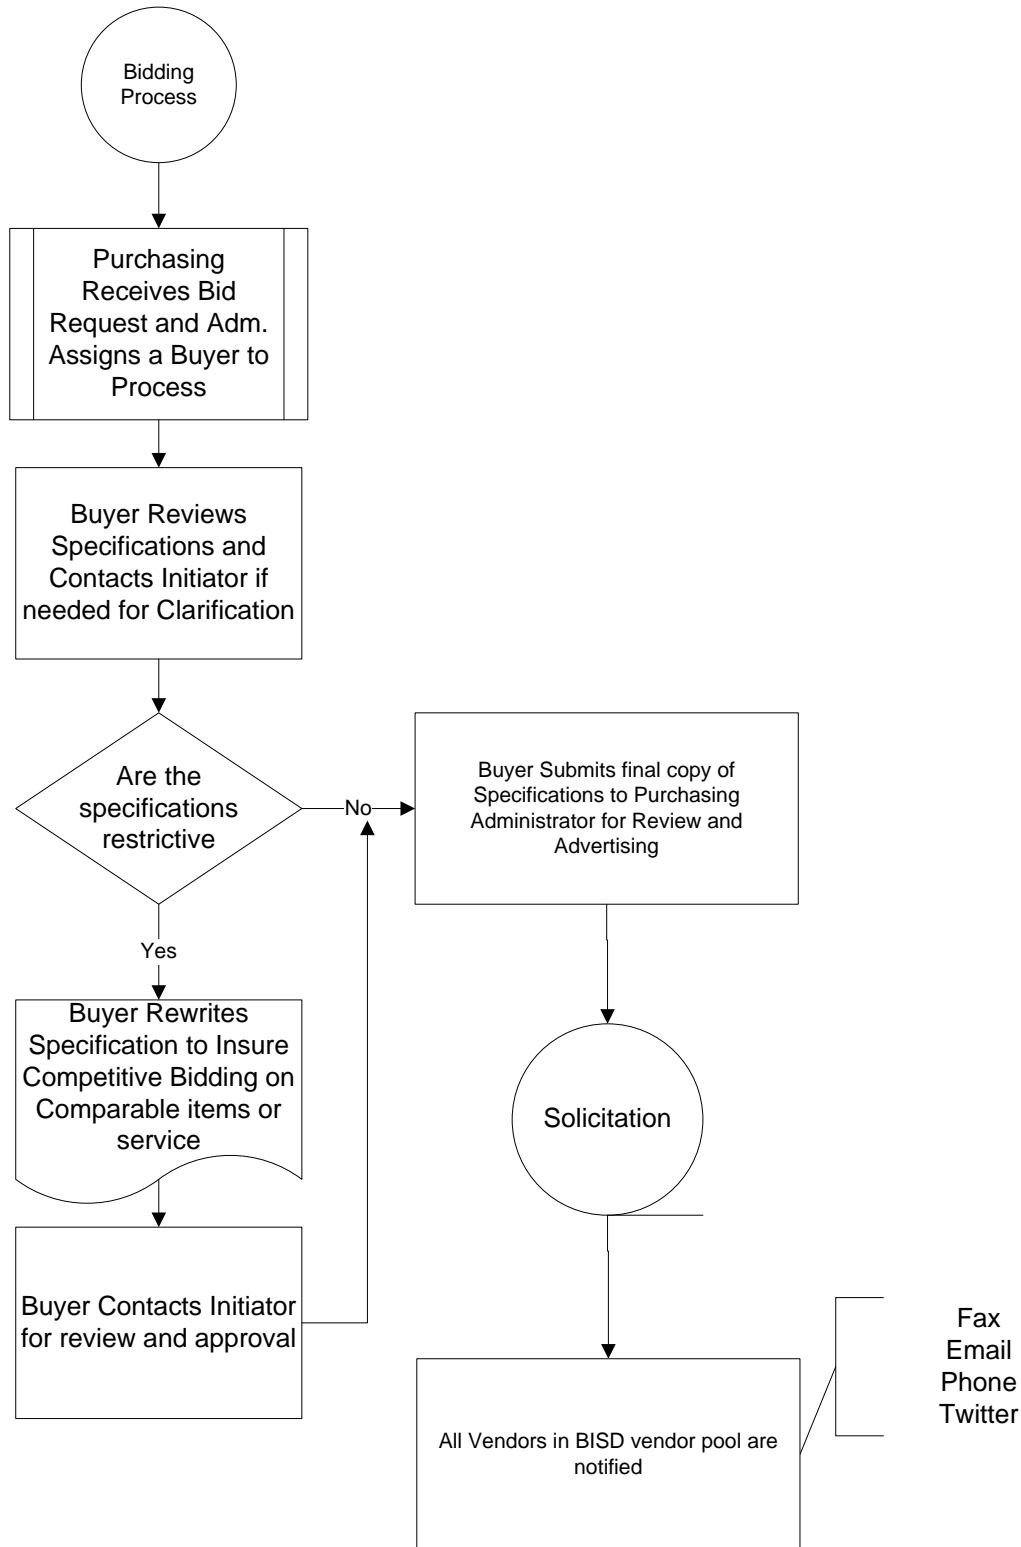 Bidding
Process
Purchasing
Receives Bid
Request and Adm.
Assigns a Buyer to
Process
Buyer Reviews
Specifications and
Contacts Initiator if
needed for Clarification
Are the
specifications
restrictive
No
Buyer Submits final copy of
Specifications to Purchasing
Administrator for Review and
Advertising
Yes
Buyer Rewrites
Specification to Insure
Competitive Bidding on
Comparable items or
service
Solicitation
Buyer Contacts Initiator
for review and approval
All Vendors in BISD vendor pool are
notified
Fax
Email
Phone
Twitter